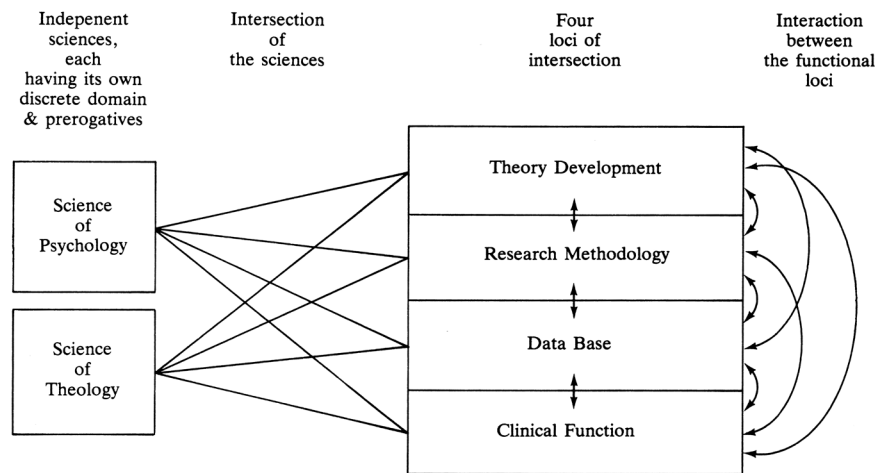 Indepenent
sciences,
each
having its own
discrete domain
& prerogatives
Intersection
of
the sciences
Four
loci of
intersection
Interaction
between
the functional
loci
Science
of
Psychology
Science
of
Theology
Theory Development
Research Methodology
Data Base
Clinical Function